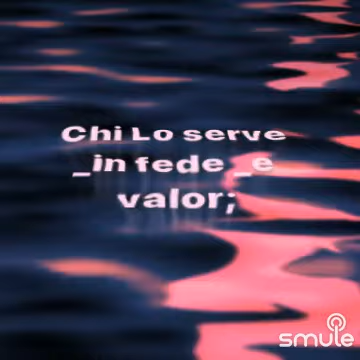 Chi Lo serve
_in fede _e
valor;
smule